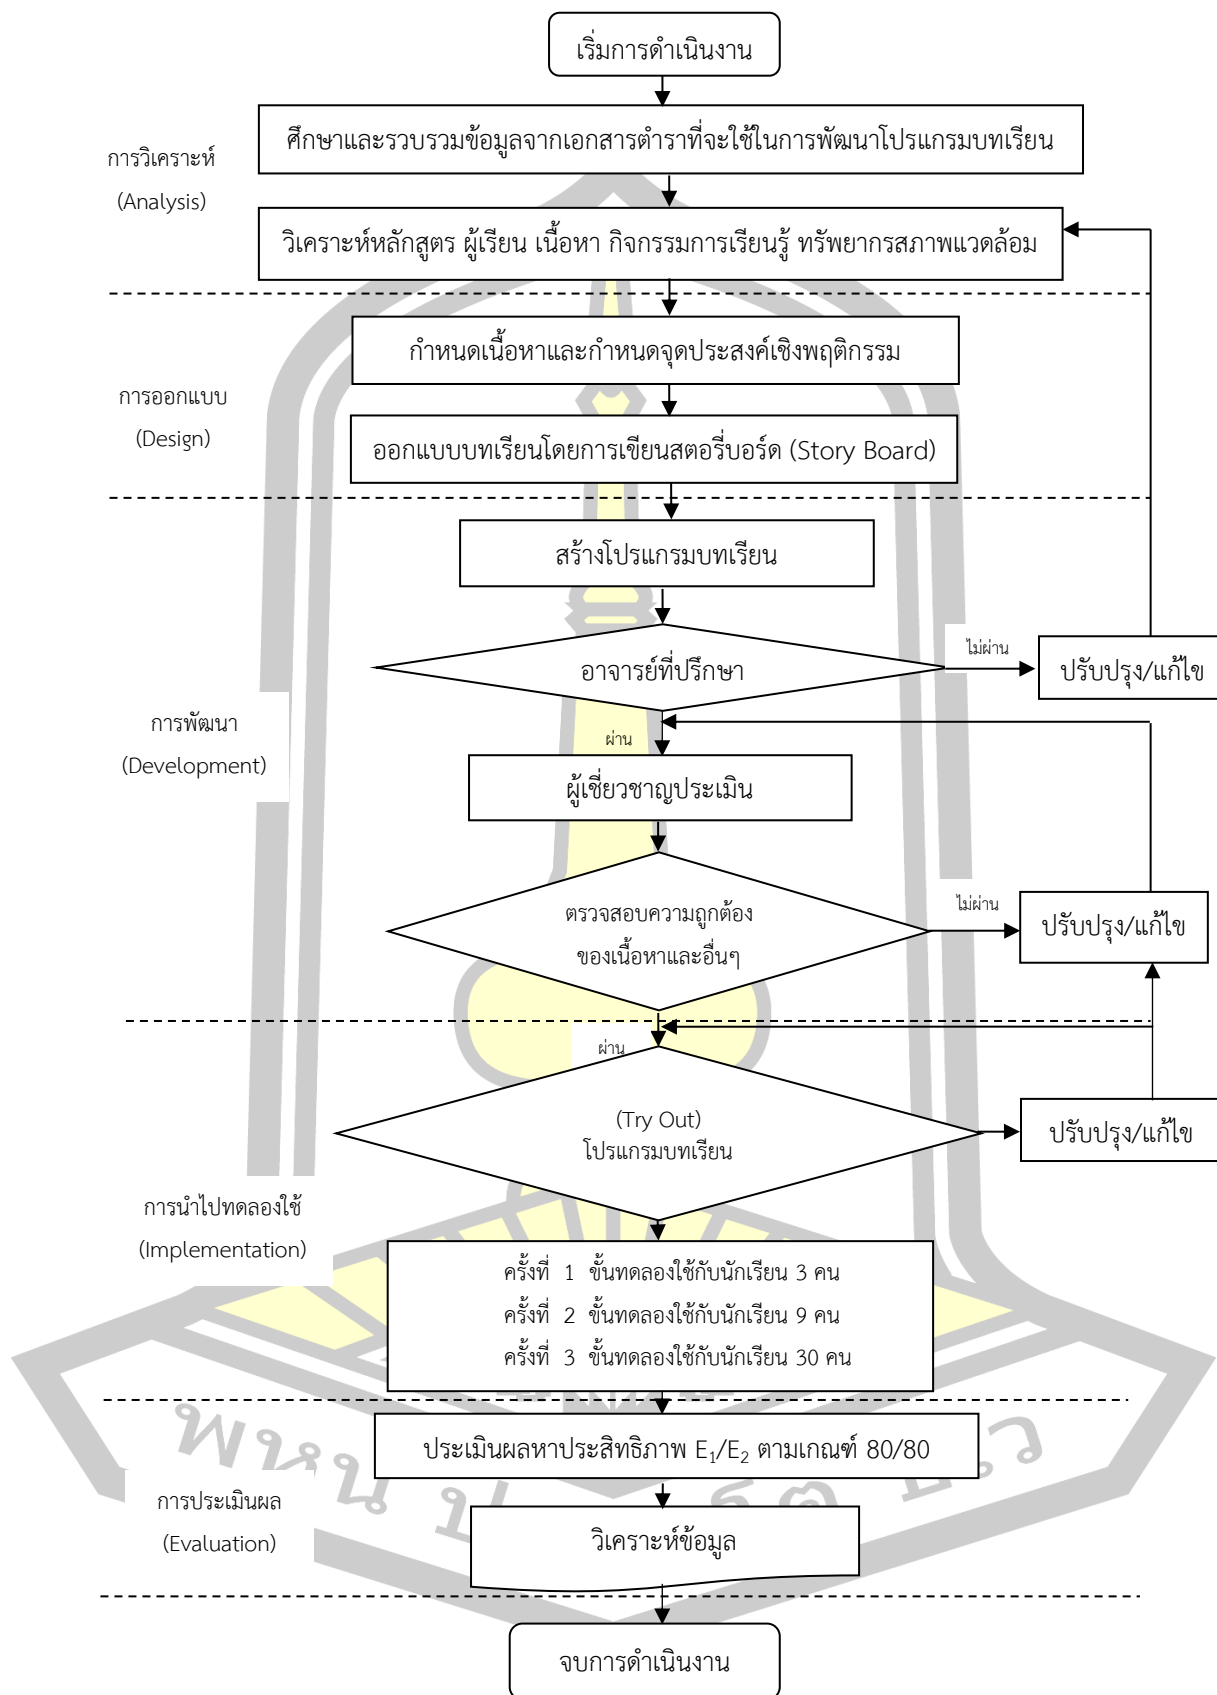 เริ่มการดำเนินงาน
การวิเคราะห์
(Analysis)
ศึกษาและรวบรวมข้อมูลจากเอกสารตำราที่จะใช้ในการพัฒนาโปรแกรมบทเรียน
วิเคราะห์หลักสูตร ผู้เรียน เนื้อหา กิจกรรมการเรียนรู้ ทรัพยากรสภาพแวดล้อม
การออกแบบ
(Design)
กำหนดเนื้อหาและกำหนดจุดประสงค์เชิงพฤติกรรม
ออกแบบบทเรียนโดยการเขียนสตอรี่บอร์ด (Story Board)
สร้างโปรแกรมบทเรียน
อาจารย์ที่ปรึกษา
ไม่ผ่าน
ปรับปรุง/แก้ไข
การพัฒนา
(Development)
ผ่าน
ผู้เชี่ยวชาญประเมิน
ตรวจสอบความถูกต้อง
ของเนื้อหาและอื่นๆ
ไม่ผ่าน
ปรับปรุง/แก้ไข
ผ่าน
(Try Out)
โปรแกรมบทเรียน
ปรับปรุง/แก้ไข
การนำไปทดลองใช้
(Implementation)
ครั้งที่ 1 ขั้นทดลองใช้กับนักเรียน 3 คน
ครั้งที่ 2 ขั้นทดลองใช้กับนักเรียน 9 คน
ครั้งที่ 3 ขั้นทดลองใช้กับนักเรียน 30 คน
ประเมินผลหาประสิทธิภาพ E₁/E₂ ตามเกณฑ์ 80/80
การประเมินผล
(Evaluation)
วิเคราะห์ข้อมูล
จบการดำเนินงาน